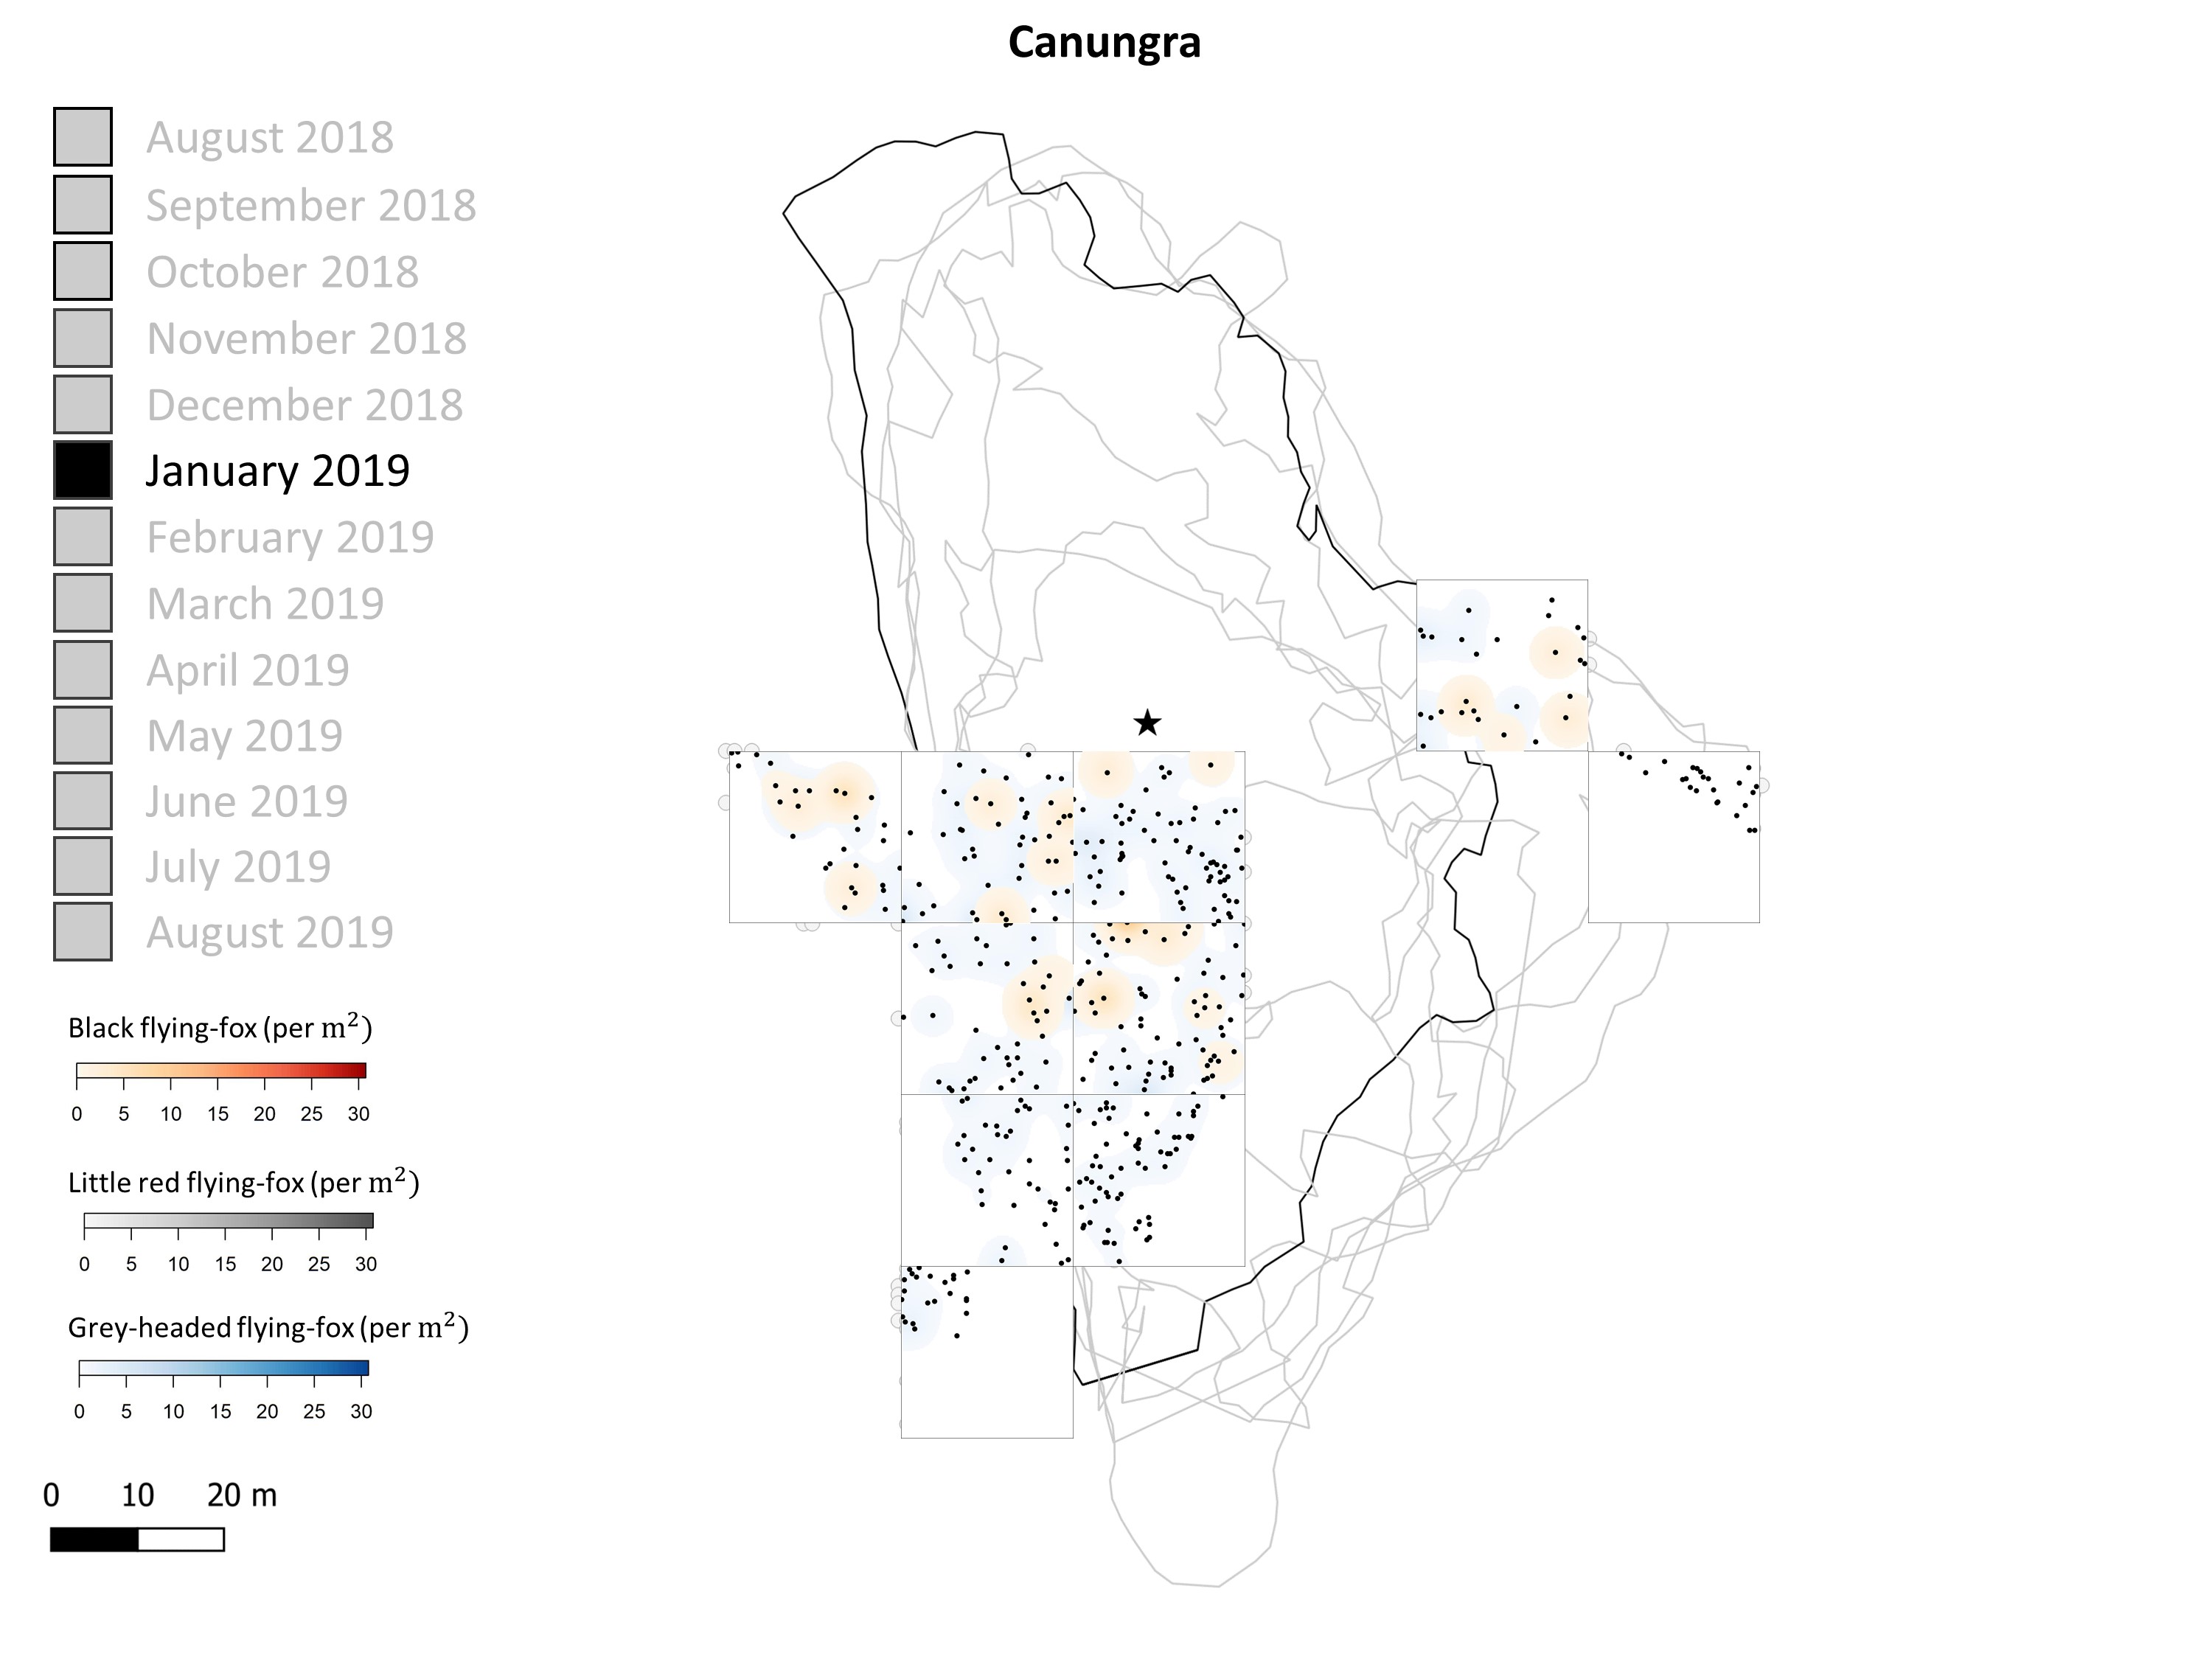 Canungra
August 2018
September 2018
October 2018
November 2018
December 2018
January 2019
February 2019
March 2019
April 2019
May 2019
June 2019
July 2019
August 2019
Black flying-fox (per m²)
0 5 10 15 20 25 30
Little red flying-fox (per m²)
0 5 10 15 20 25 30
Grey-headed flying-fox (per m²)
0 5 10 15 20 25 30
0 10 20 m